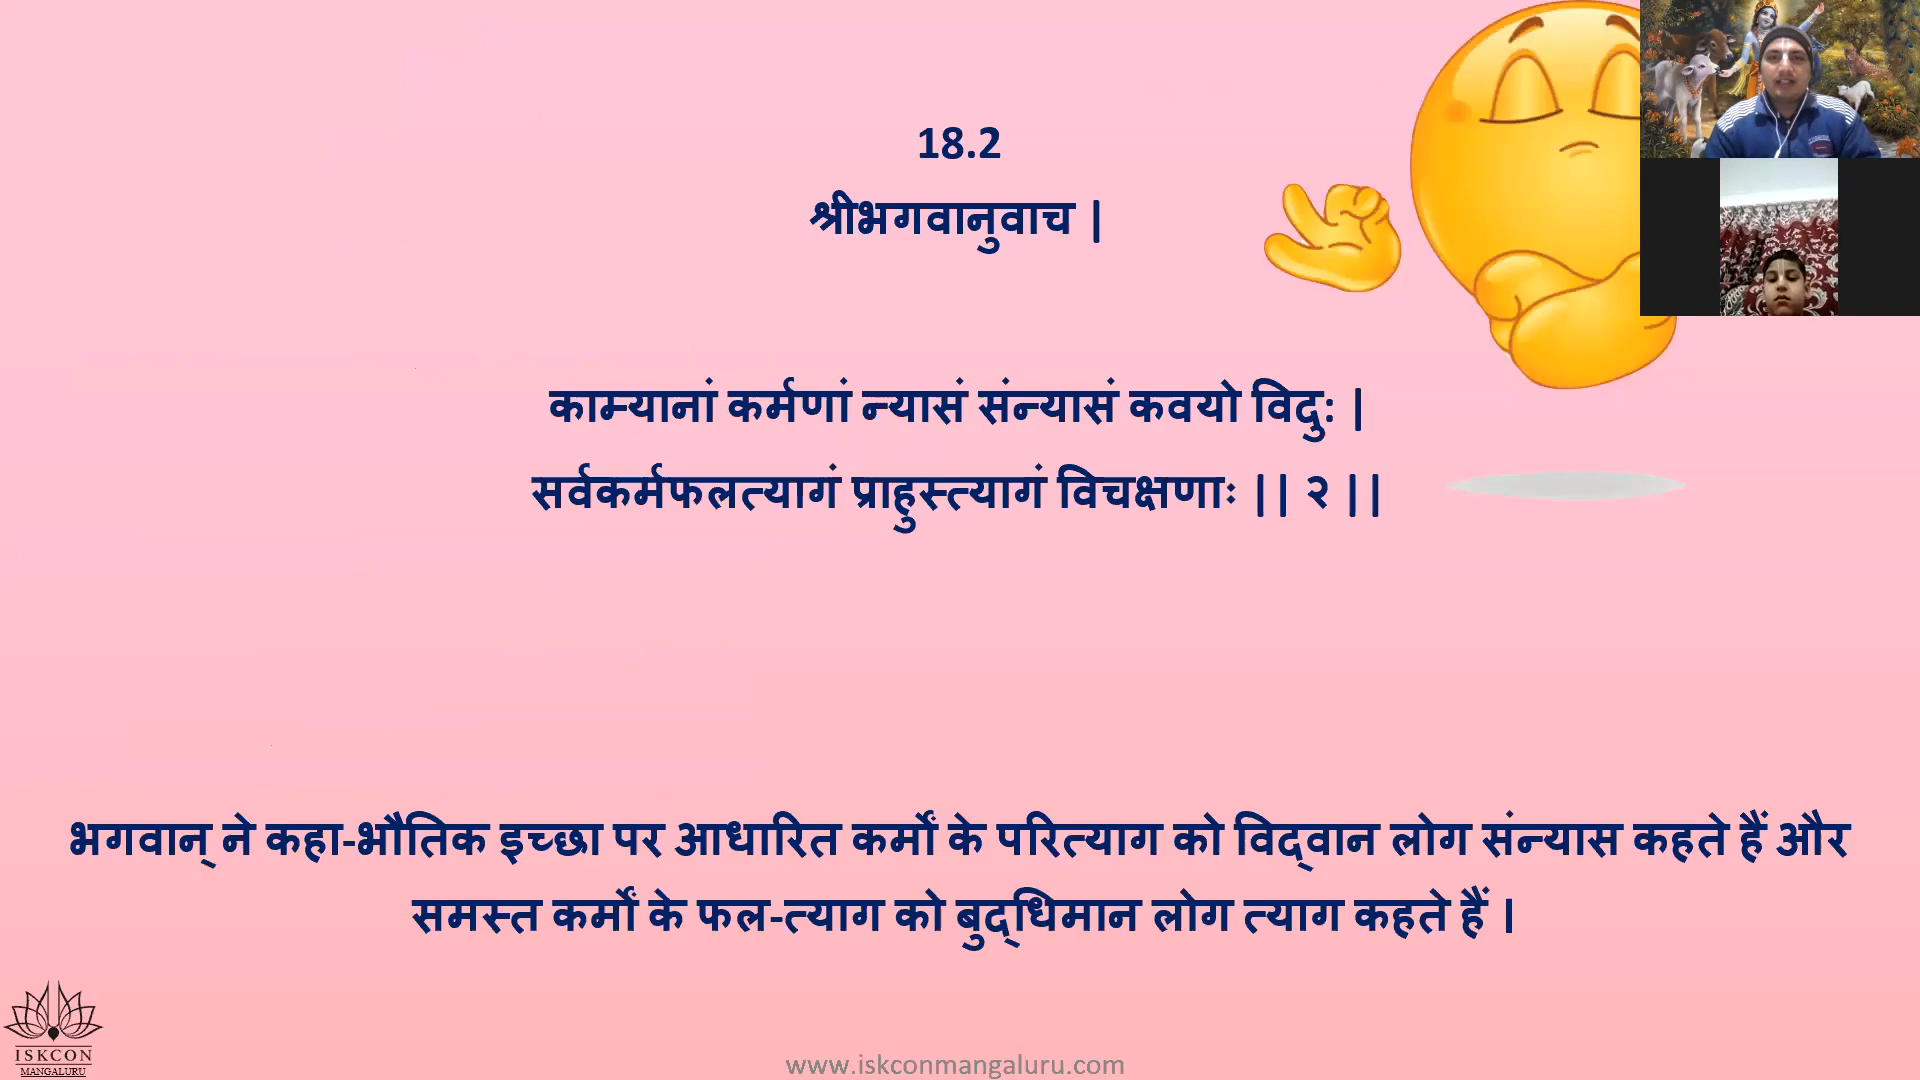 18.2
श्रीभगवानुवाच |
काम्यानां कर्मणां न्यासं संन्यासं कवयो विदुः |
सर्वकर्मफलत्यागं प्राहुस्त्यागं विचक्षणाः || २ ||
भगवान् ने कहा-भौतिक इच्छा पर आधारित कर्मों के परित्याग को विद्वान लोग संन्यास कहते हैं और
समस्त कर्मों के फल-त्याग को बुद्धिमान लोग त्याग कहते हैं ।
ISKCON
MANGALURU
www.iskconmangaluru.com